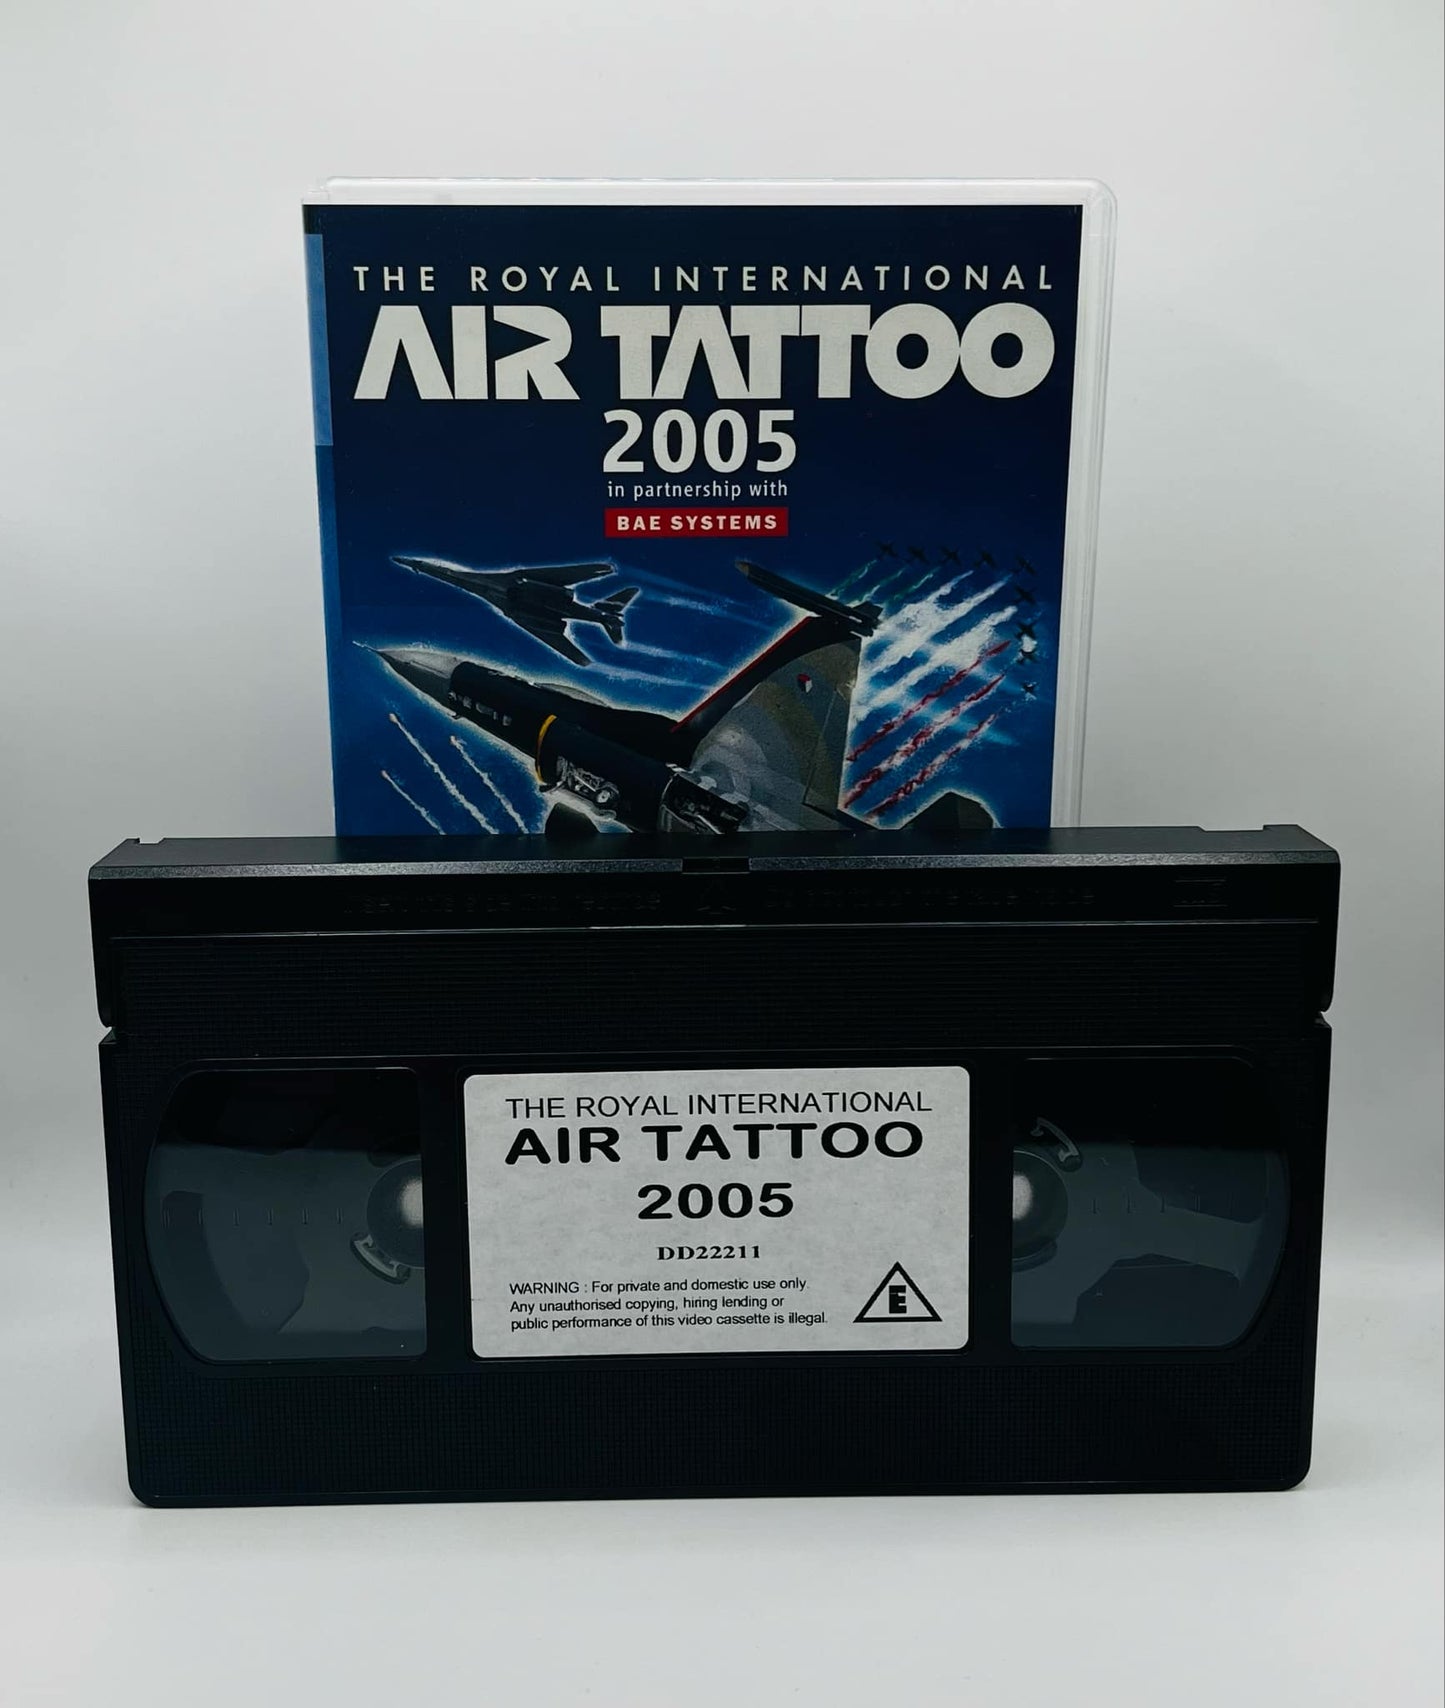 THE ROYAL INTERNATIONAL
AIR TATTOO
2005
in partnership with
BAE SYSTEMS
THE ROYAL INTERNATIONAL
AIR TATTOO
2005
DD22211
WARNING : For private and domestic use only.
Any unauthorised copying, hiring lending or
public performance of this video cassette is illegal.
E